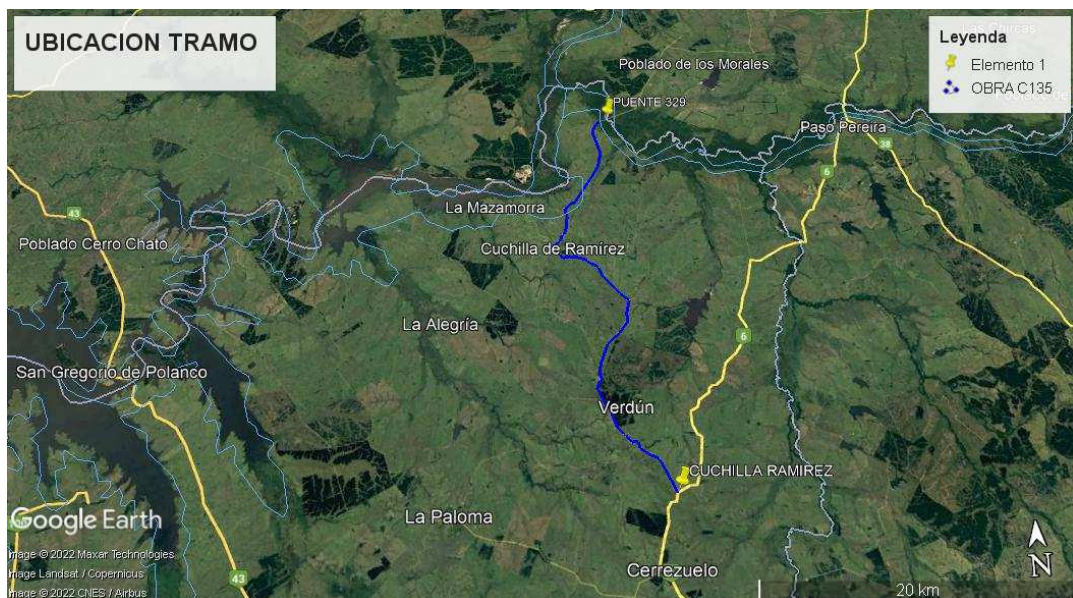 UBICACION TRAMO
Leyenda
Elemento 1
OBRA C135
Poblado de los Morales
PUENTE 329
Paso Pereira
38
6
La Mazamorra
43
Poblado Cerro Chato
Cuchilla de Ramírez
La Alegría
6
San Gregorio de Polanco
Verdún
CUCHILLA RAMIREZ
La Paloma
Google Earth
Image © 2022 Maxar Technologies
Image Landsat / Copernicus
Image © 2022 CNES / Airbus
43
Cerrezuelo
N
20 km